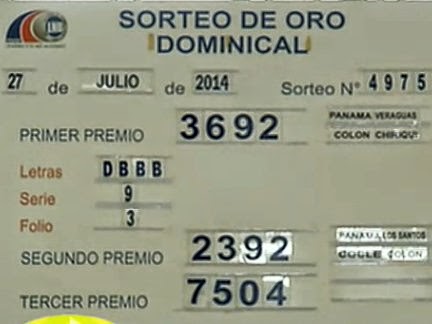 SORTEO DE ORO
DOMINICAL
27 de JULIO de 2014 Sorteo N° 4975
PRIMER PREMIO 3692 PANAMA VERAGUAS
COLON CHIRIQUI
Letras DBBB
Serie 9
Folio 3
SEGUNDO PREMIO 2392 PANAMA LOS SANTOS
COCLE COLON
TERCER PREMIO 7504